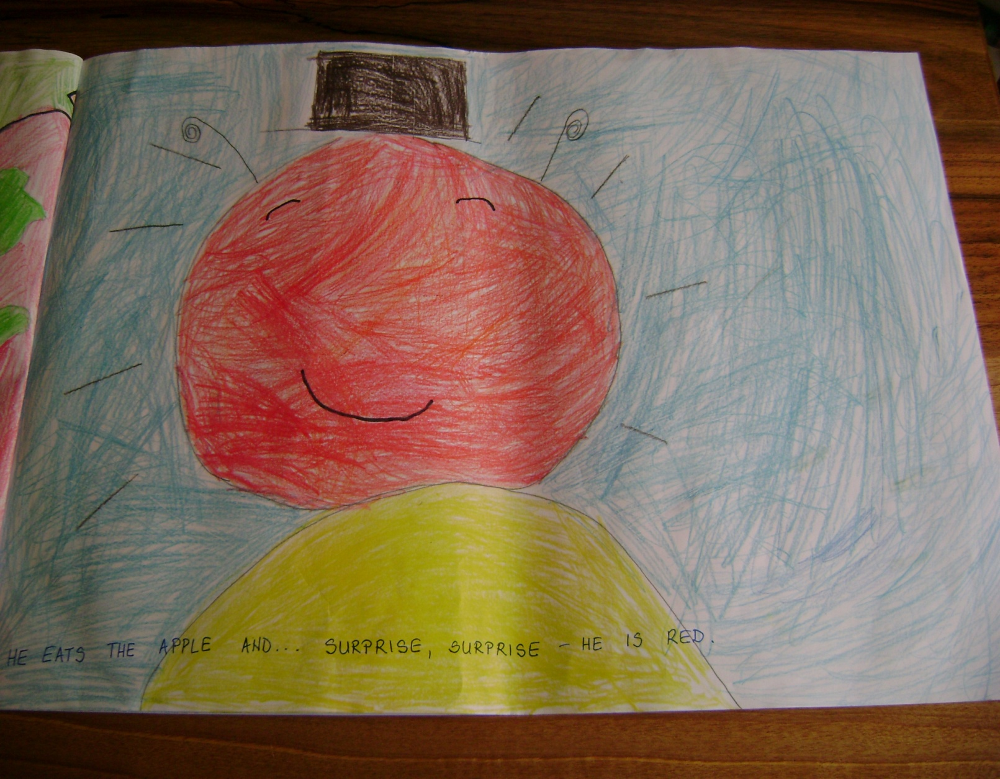 HE EATS THE APPLE AND... SURPRISE, SURPRISE – HE IS RED.